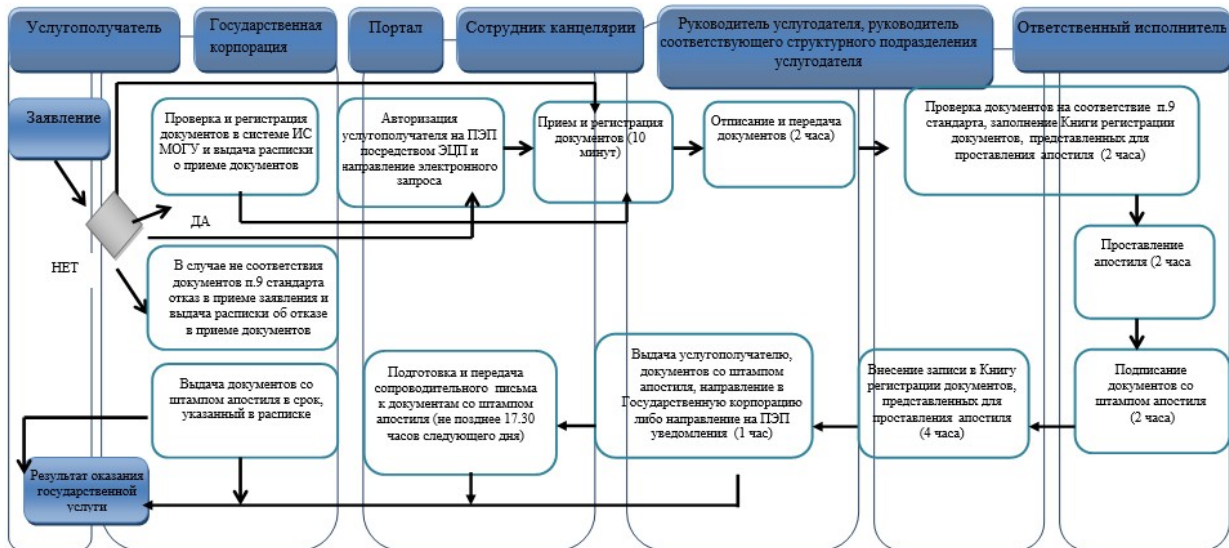 Услугополучатель
Государственная
корпорация
Портал
Сотрудник канцелярии
Руководитель услугодателя, руководитель
соответствующего структурного подразделения
услугодателя
Ответственный исполнитель
Заявление
Проверка и регистрация
документов в системе ИС
МОГУ и выдача расписки
о приеме документов
Авторизация
услугополучателя на ПЭП
посредством ЭЦП и
направление электронного
запроса
Прием и регистрация
документов (10
минут)
Отписание и передача
документов (2 часа)
Проверка документов на соответствие п.9
стандарта, заполнение Книги регистрации
документов, представленных для
проставления апостиля (2 часа)
ДА
НЕТ
В случае не соответствия
документов п.9 стандарта
отказ в приеме заявления и
выдача расписки об отказе
в приеме документов
Проставление
апостиля (2 часа
Выдача документов со
штампом апостиля в срок,
указанный в расписке
Подготовка и передача
сопроводительного письма
к документам со штампом
апостиля (не позднее 17.30
часов следующего дня)
Выдача услугополучателю,
документов со штампом
апостиля, направление в
Государственную корпорацию
либо направление на ПЭП
уведомления (1 час)
Внесение записи в Книгу
регистрации документов,
представленных для
проставления апостиля
(4 часа)
Подписание
документов со
штампом апостиля
(2 часа)
Результат оказания
государственной
услуги